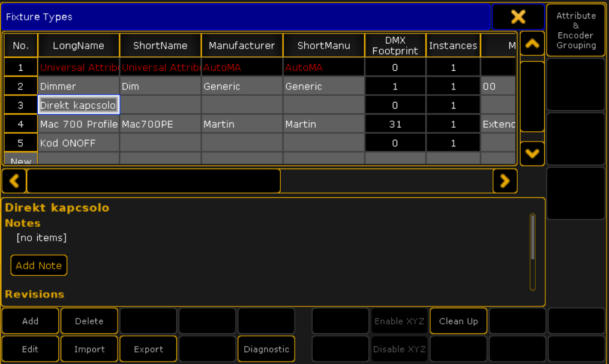 Fixture Types
Attribute
&
Encoder
Grouping
No. LongName ShortName Manufacturer ShortManu DMX Footprint Instances M
1 Universal Attribu Universal Attribu AutoMA AutoMA 0 1
2 Dimmer Dim Generic Generic 1 1 00
3 Direkt kapcsolo 0 1
4 Mac 700 Profile Mac700PE Martin Martin 31 1 Extenc
5 Kod ONOFF 0 1
New
Direkt kapcsolo
Notes
[no items]
Add Note
Revisions
Add Delete Enable XYZ Clean Up
Edit Import Export Diagnostic Disable XYZ